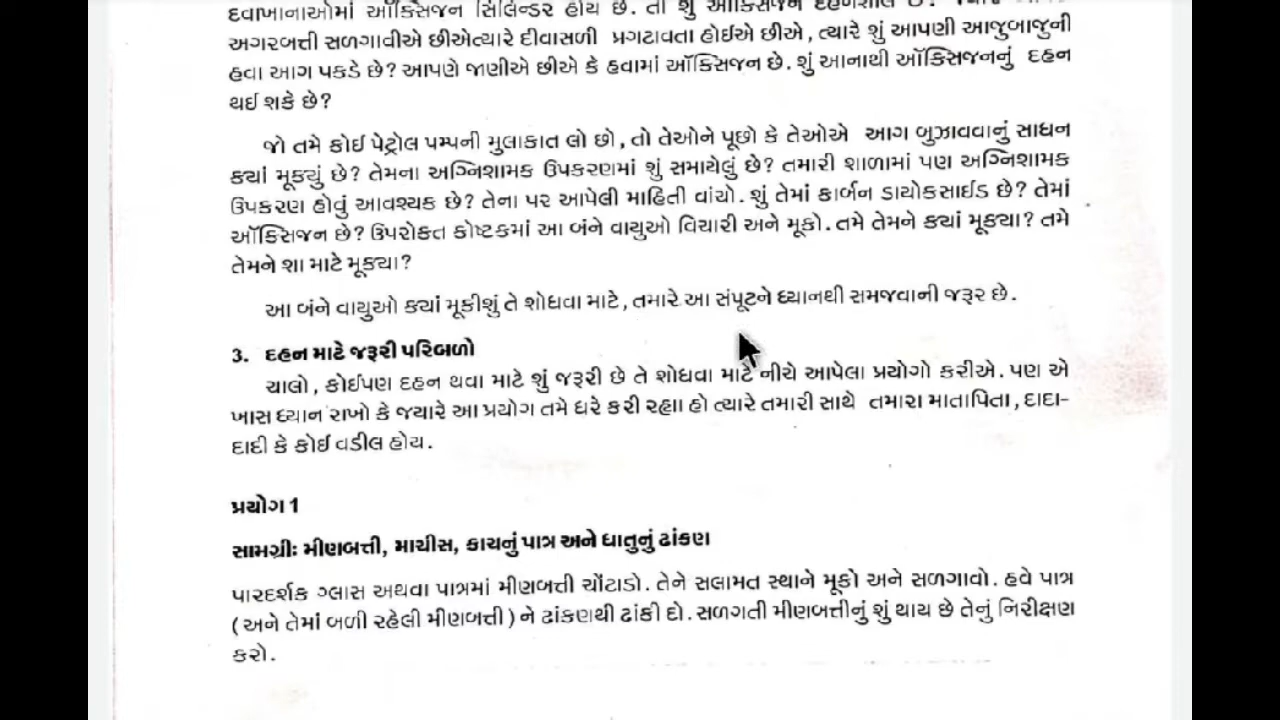 દવાખાનાઓમાં ઑક્સિજન સિલિન્ડર હોય છે. તો શું ઑક્સિજન
અગરબત્તી સળગાવીએ છીએત્યારે દીવાસળી પ્રગટાવતા હોઈએ છીએ, ત્યારે શું આપણી આજુબાજુની
હવા આગ પકડે છે? આપણે જાણીએ છીએ કે હવામાં ઑક્સિજન છે. શું આનાથી ઑક્સિજનનું દહન
થઈ શકે છે?
જો તમે કોઈ પેટ્રોલ પમ્પની મુલાકાત લો છો, તો તેઓને પૂછો કે તેઓએ આગ બુઝાવવાનું સાધન
ક્યાં મૂક્યું છે? તેમના અગ્નિશામક ઉપકરણમાં શું સમાયેલું છે? તમારી શાળામાં પણ અગ્નિશામક
ઉપકરણ હોવું આવશ્યક છે? તેના પર આપેલી માહિતી વાંચો. શું તેમાં કાર્બન ડાયોકસાઈડ છે? તેમાં
ઑક્સિજન છે? ઉપરોક્ત કોષ્ટકમાં આ બંને વાયુઓ વિચારી અને મૂકો. તમે તેમને ક્યાં મૂક્યા? તમે
તેમને શા માટે મૂક્યા?
આ બંને વાયુઓ ક્યાં મૂકીશું તે શોધવા માટે, તમારે આ સંપૂટને ધ્યાનથી સમજવાની જરૂર છે.
3. દહન માટે જરૂરી પરિબળો
ચાલો, કોઈપણ દહન થવા માટે શું જરૂરી છે તે શોધવા માટે નીચે આપેલા પ્રયોગો કરીએ. પણ એ
ખાસ ધ્યાન રાખો કે જ્યારે આ પ્રયોગ તમે ઘરે કરી રહ્યા હો ત્યારે તમારી સાથે તમારા માતાપિતા, દાદા-
દાદી કે કોઈ વડીલ હોય.
પ્રયોગ 1
સામગ્રીઃ મીણબત્તી, માચીસ, કાચનું પાત્ર અને ધાતુનું ઢાંકણ
પારદર્શક ગ્લાસ અથવા પાત્રમાં મીણબત્તી ચોંટાડો. તેને સલામત સ્થાને મૂકો અને સળગાવો. હવે પાત્ર
(અને તેમાં બળી રહેલી મીણબત્તી) ને ઢાંકણથી ઢાંકી દો. સળગતી મીણબત્તીનું શું થાય છે તેનું નિરીક્ષણ
કરો.